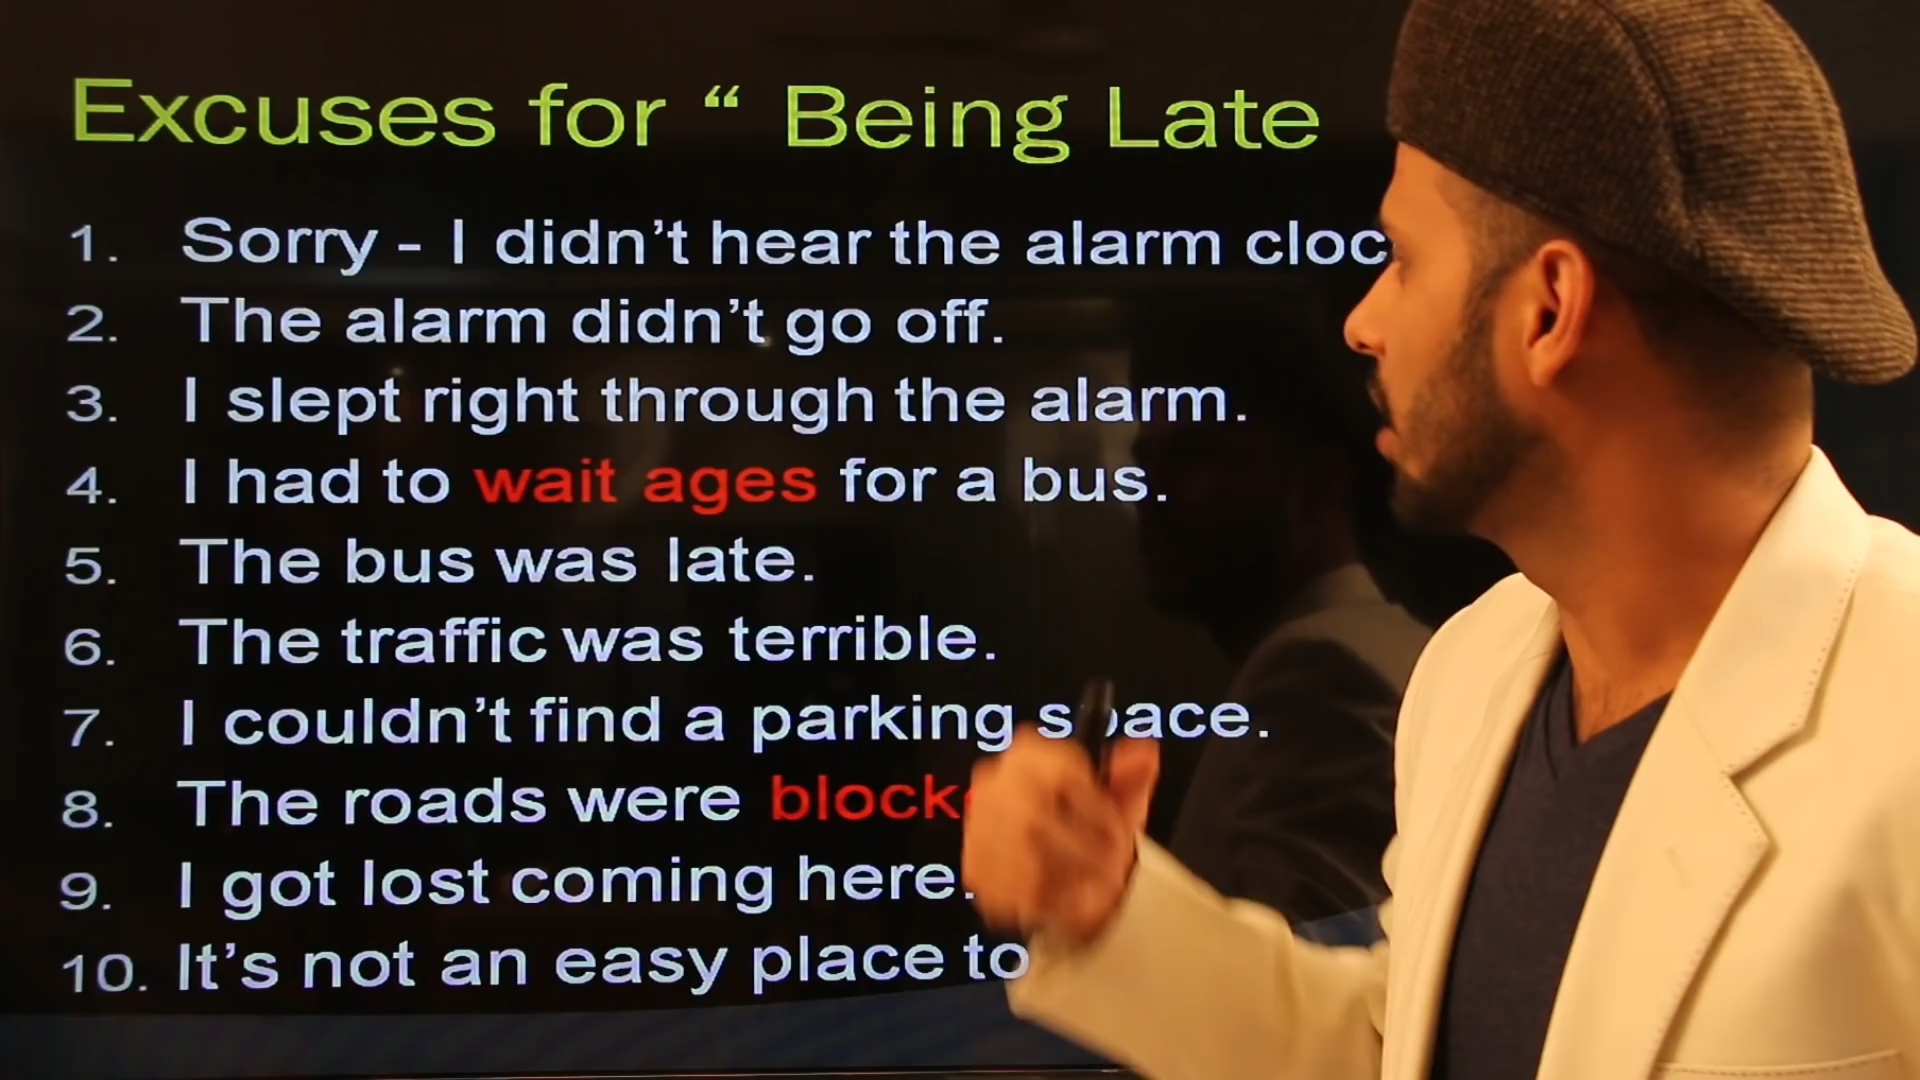 Excuses for “ Being Late
1. Sorry - I didn’t hear the alarm
2. The alarm didn’t go off.
3. I slept right through the alarm.
4. I had to wait ages for a bus.
5. The bus was late.
6. The traffic was terrible.
7. I couldn’t find a parking space.
8. The roads were
9. I got lost coming here.
10. It’s not an easy place to